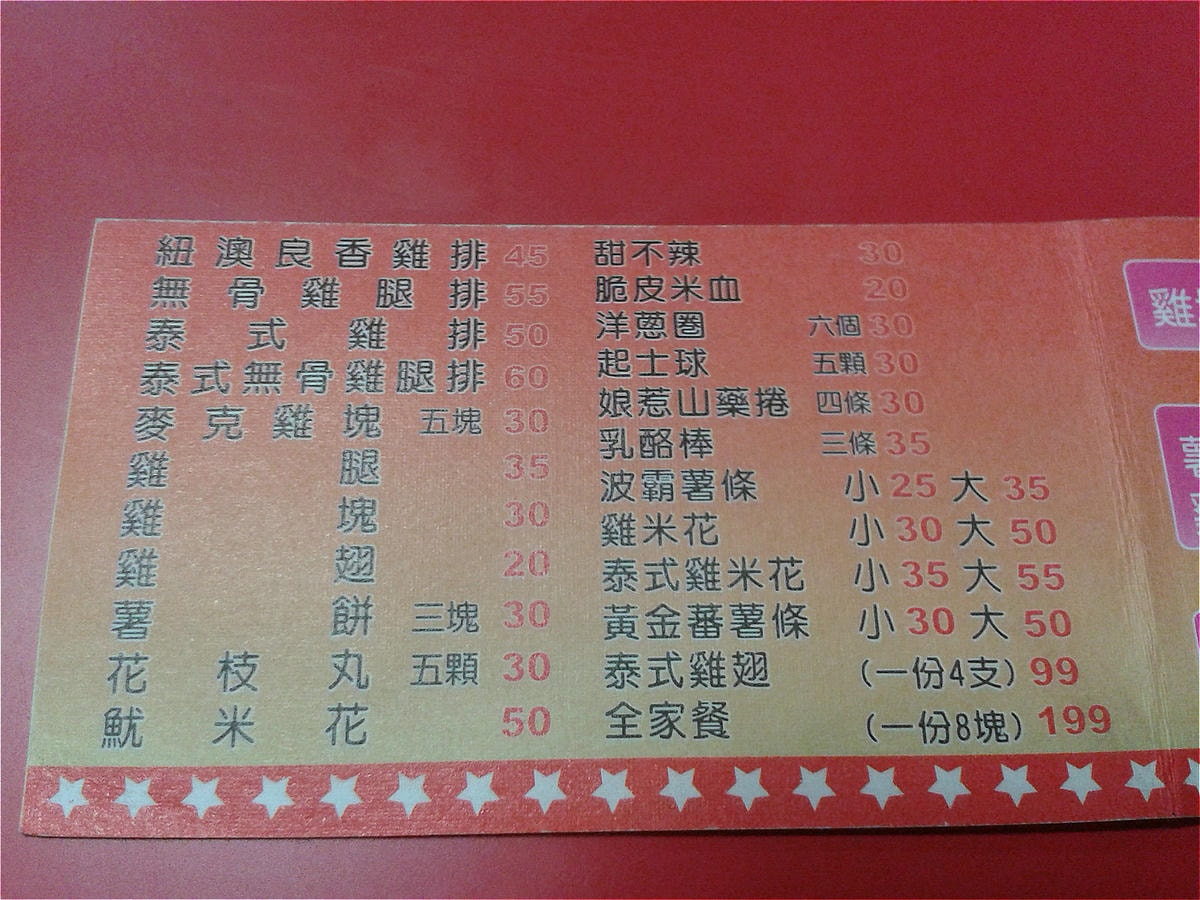 紐澳良香雞排 45
無骨雞腿排 55
泰式雞排 50
泰式無骨雞腿排 60
麥克雞塊 五塊 30
雞腿 35
雞塊 30
雞翅 20
薯餅 三塊 30
花枝丸 五顆 30
魷米花 50
甜不辣 30
脆皮米血 20
洋蔥圈 六個 30
起士球 五顆 30
娘惹山藥捲 四條 30
乳酪棒 三條 35
波霸薯條 小 25 大 35
雞米花 小 30 大 50
泰式雞米花 小 35 大 55
黃金蕃薯條 小 30 大 50
泰式雞翅 (一份4支) 99
全家餐 (一份8塊) 199
雞